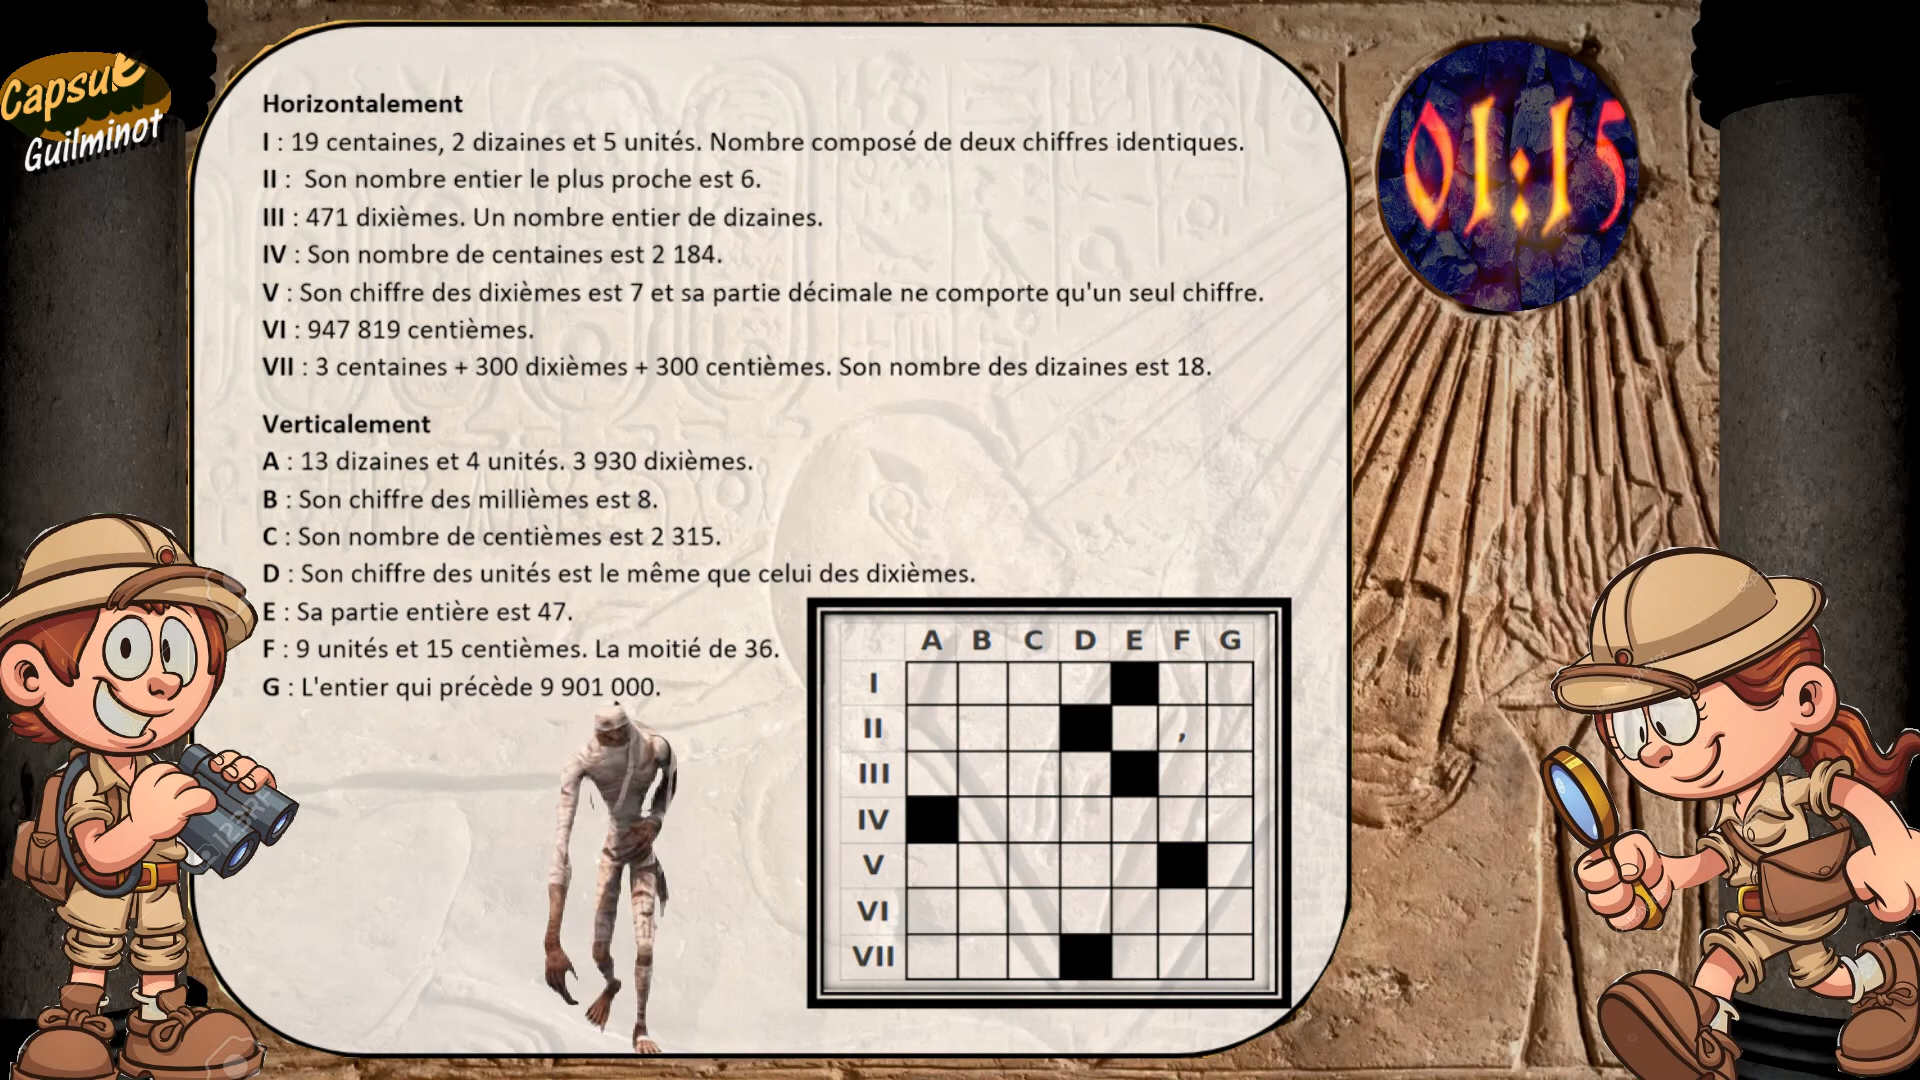 Capsule
Guilminot
01:15
Horizontalement
I : 19 centaines, 2 dizaines et 5 unités. Nombre composé de deux chiffres identiques.
II : Son nombre entier le plus proche est 6.
III : 471 dixièmes. Un nombre entier de dizaines.
IV : Son nombre de centaines est 2 184.
V : Son chiffre des dixièmes est 7 et sa partie décimale ne comporte qu'un seul chiffre.
VI : 947 819 centièmes.
VII : 3 centaines + 300 dixièmes + 300 centièmes. Son nombre des dizaines est 18.
Verticalement
A : 13 dizaines et 4 unités. 3 930 dixièmes.
B : Son chiffre des millièmes est 8.
C : Son nombre de centièmes est 2 315.
D : Son chiffre des unités est le même que celui des dixièmes.
E : Sa partie entière est 47.
F : 9 unités et 15 centièmes. La moitié de 36.
G : L'entier qui précède 9 901 000.
A B C D E F G
I
II ,
III
IV
V
VI
VII
123RF